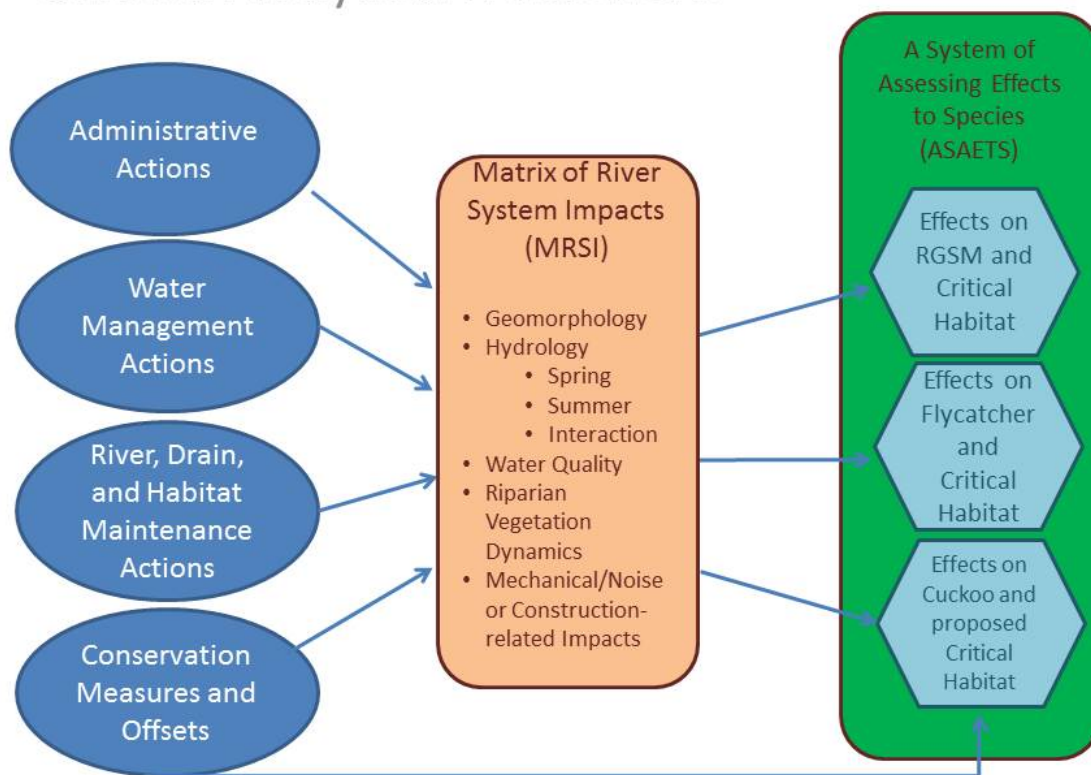 Administrative
Actions
Water
Management
Actions
River, Drain,
and Habitat
Maintenance
Actions
Conservation
Measures and
Offsets
Matrix of River
System Impacts
(MRSI)
• Geomorphology
• Hydrology
• Spring
• Summer
• Interaction
• Water Quality
• Riparian
Vegetation
Dynamics
• Mechanical/Noise
or Construction-
related Impacts
A System of
Assessing Effects
to Species
(ASAETS)
Effects on
RGSM and
Critical
Habitat
Effects on
Flycatcher
and
Critical
Habitat
Effects on
Cuckoo and
proposed
Critical
Habitat